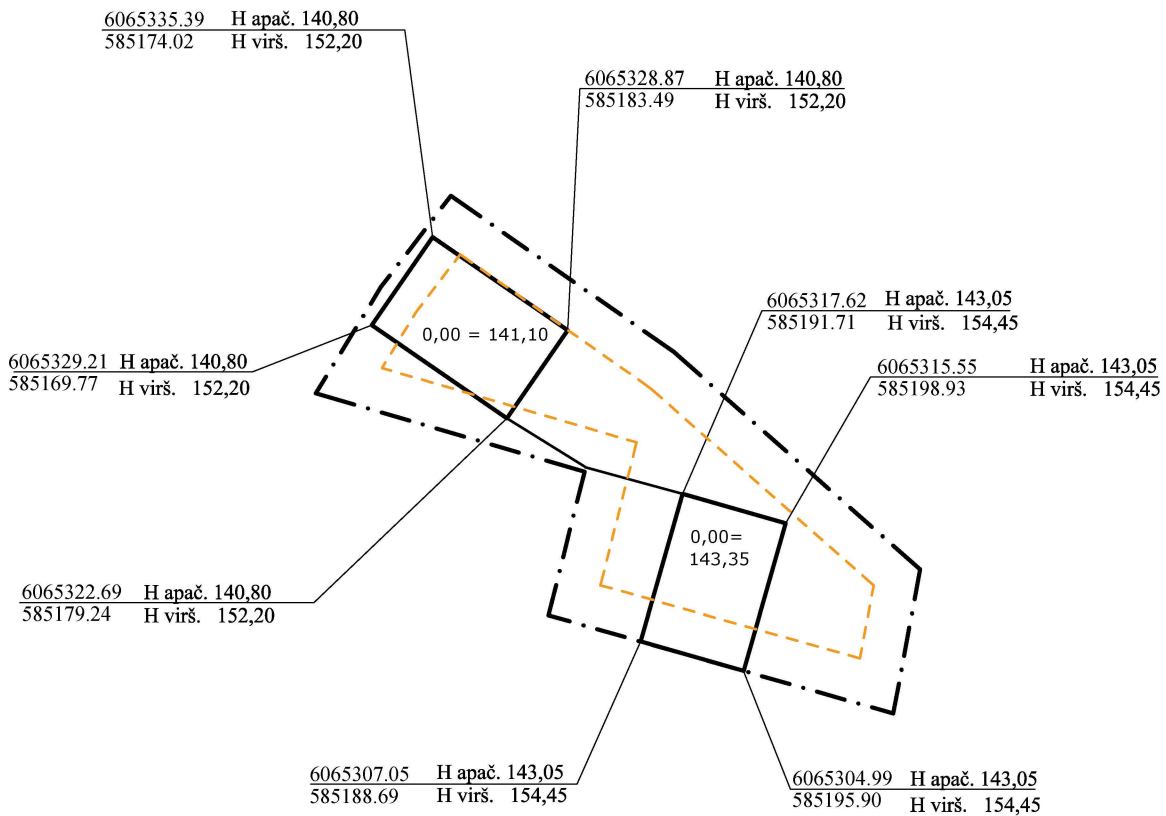 6065335.39 H apač. 140,80
585174.02 H virš. 152,20
6065328.87 H apač. 140,80
585183.49 H virš. 152,20
6065317.62 H apač. 143,05
585191.71 H virš. 154,45
0,00 = 141,10
6065329.21 H apač. 140,80
585169.77 H virš. 152,20
6065315.55 H apač. 143,05
585198.93 H virš. 154,45
0,00=
143,35
6065322.69 H apač. 140,80
585179.24 H virš. 152,20
6065307.05 H apač. 143,05
585188.69 H virš. 154,45
6065304.99 H apač. 143,05
585195.90 H virš. 154,45